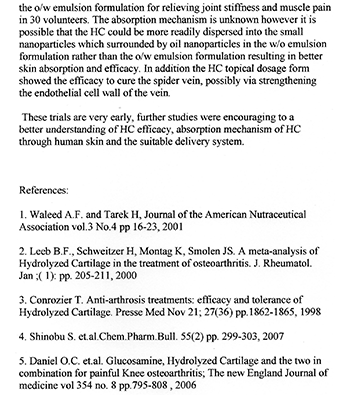 the o/w emulsion formulation for relieving joint stiffness and muscle pain
in 30 volunteers. The absorption mechanism is unknown however it is
possible that the HC could be more readily dispersed into the small
nanoparticles which surrounded by oil nanoparticles in the w/o emulsion
formulation rather than the o/w emulsion formulation resulting in better
skin absorption and efficacy. In addition the HC topical dosage form
showed the efficacy to cure the spider vein, possibly via strengthening
the endothelial cell wall of the vein.
These trials are very early, further studies were encouraging to a
better understanding of HC efficacy, absorption mechanism of HC
through human skin and the suitable delivery system.
References:
1. Waleed A.F. and Tarek H, Journal of the American Nutraceutical
Association vol.3 No.4 pp 16-23, 2001
2. Leeb B.F., Schweitzer H, Montag K, Smolen JS. A meta-analysis of
Hydrolyzed Cartilage in the treatment of osteoarthritis. J. Rheumatol.
Jan ;( 1): pp. 205-211, 2000
3. Conrozier T. Anti-arthrosis treatments: efficacy and tolerance of
Hydrolyzed Cartilage. Presse Med Nov 21; 27(36) pp.1862-1865, 1998
4. Shinobu S. et.al.Chem.Pharm.Bull. 55(2) pp. 299-303, 2007
5. Daniel O.C. et.al. Glucosamine, Hydrolyzed Cartilage and the two in
combination for painful Knee osteoarthritis; The new England Journal of
medicine vol 354 no. 8 pp.795-808 , 2006